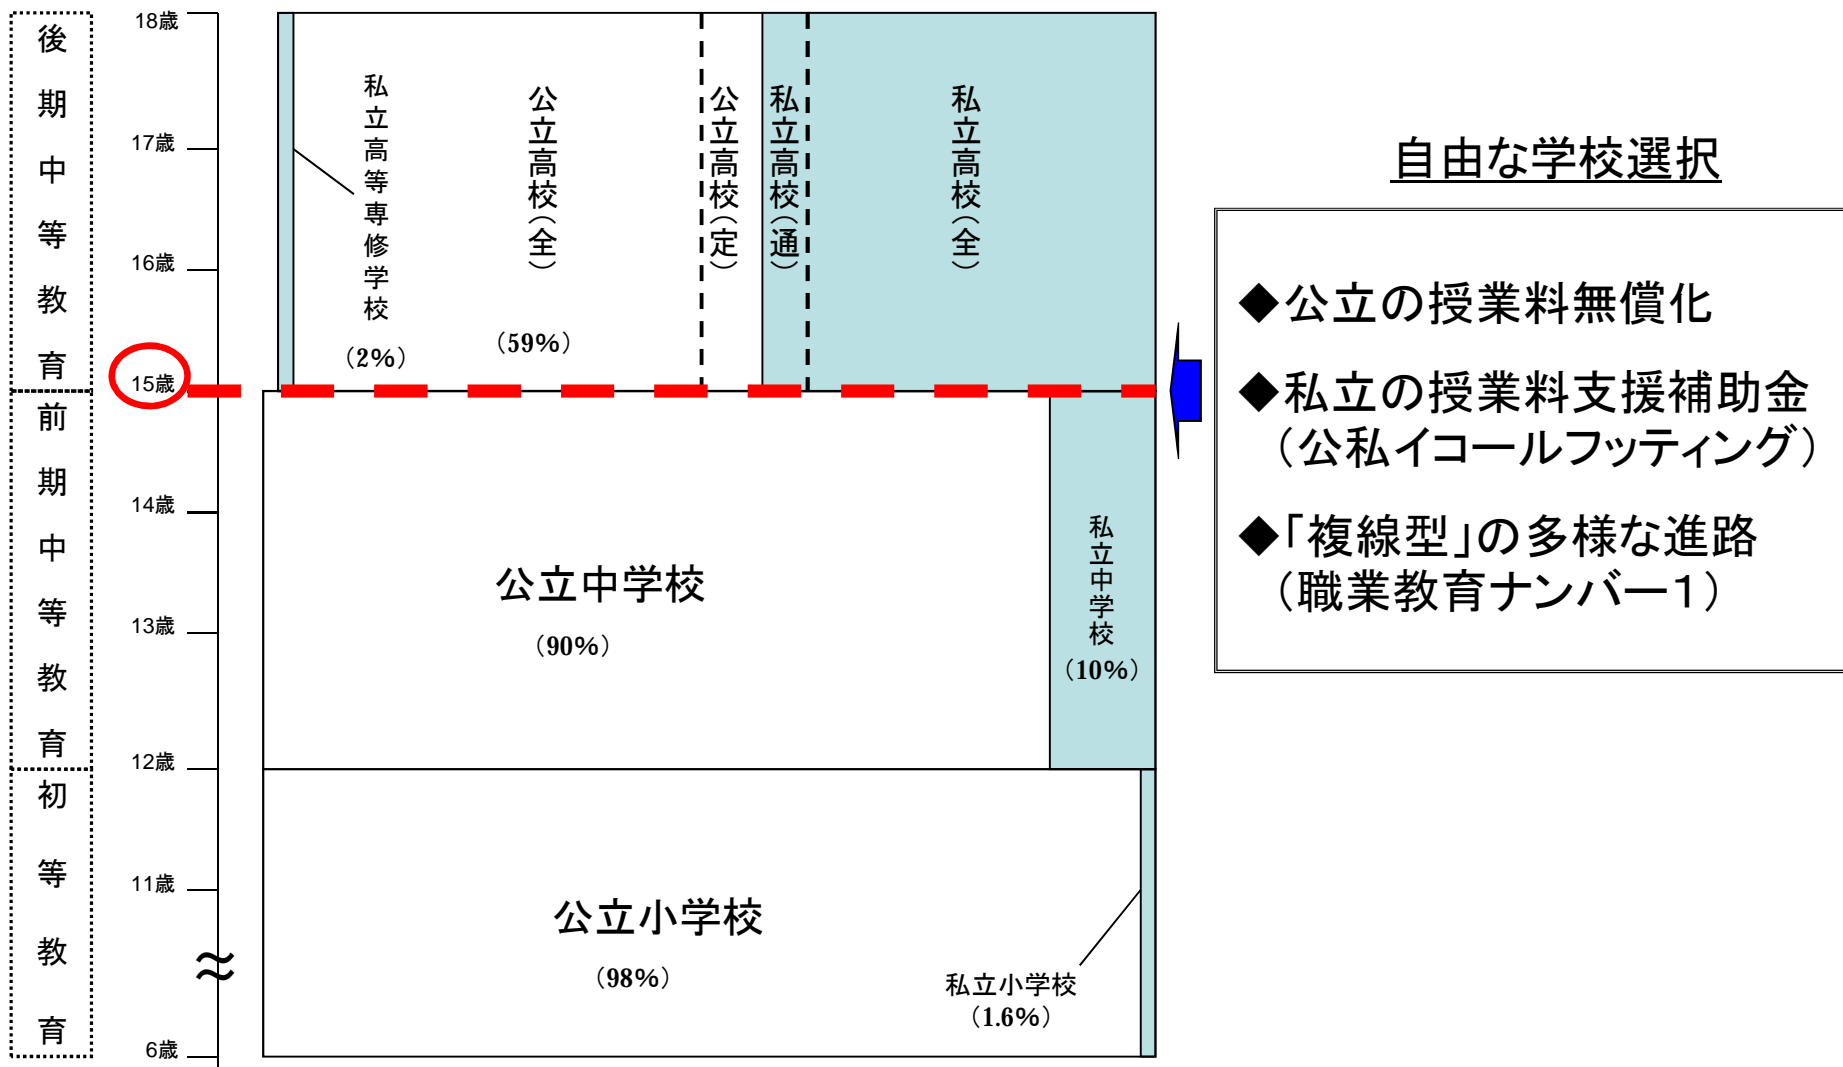 後期中等教育
前期中等教育
初等教育
18歳
17歳
16歳
15歳
14歳
13歳
12歳
11歳
6歳
私立高等専修学校
（2%）
公立高校（全）
（59%）
公立高校（定）
私立高校（通）
私立高校（全）
公立中学校
（90%）
私立中学校
（10%）
公立小学校
（98%）
私立小学校
（1.6%）
自由な学校選択
◆公立の授業料無償化
◆私立の授業料支援補助金
（公私イコールフッティング）
◆「複線型」の多様な進路
（職業教育ナンバー１）